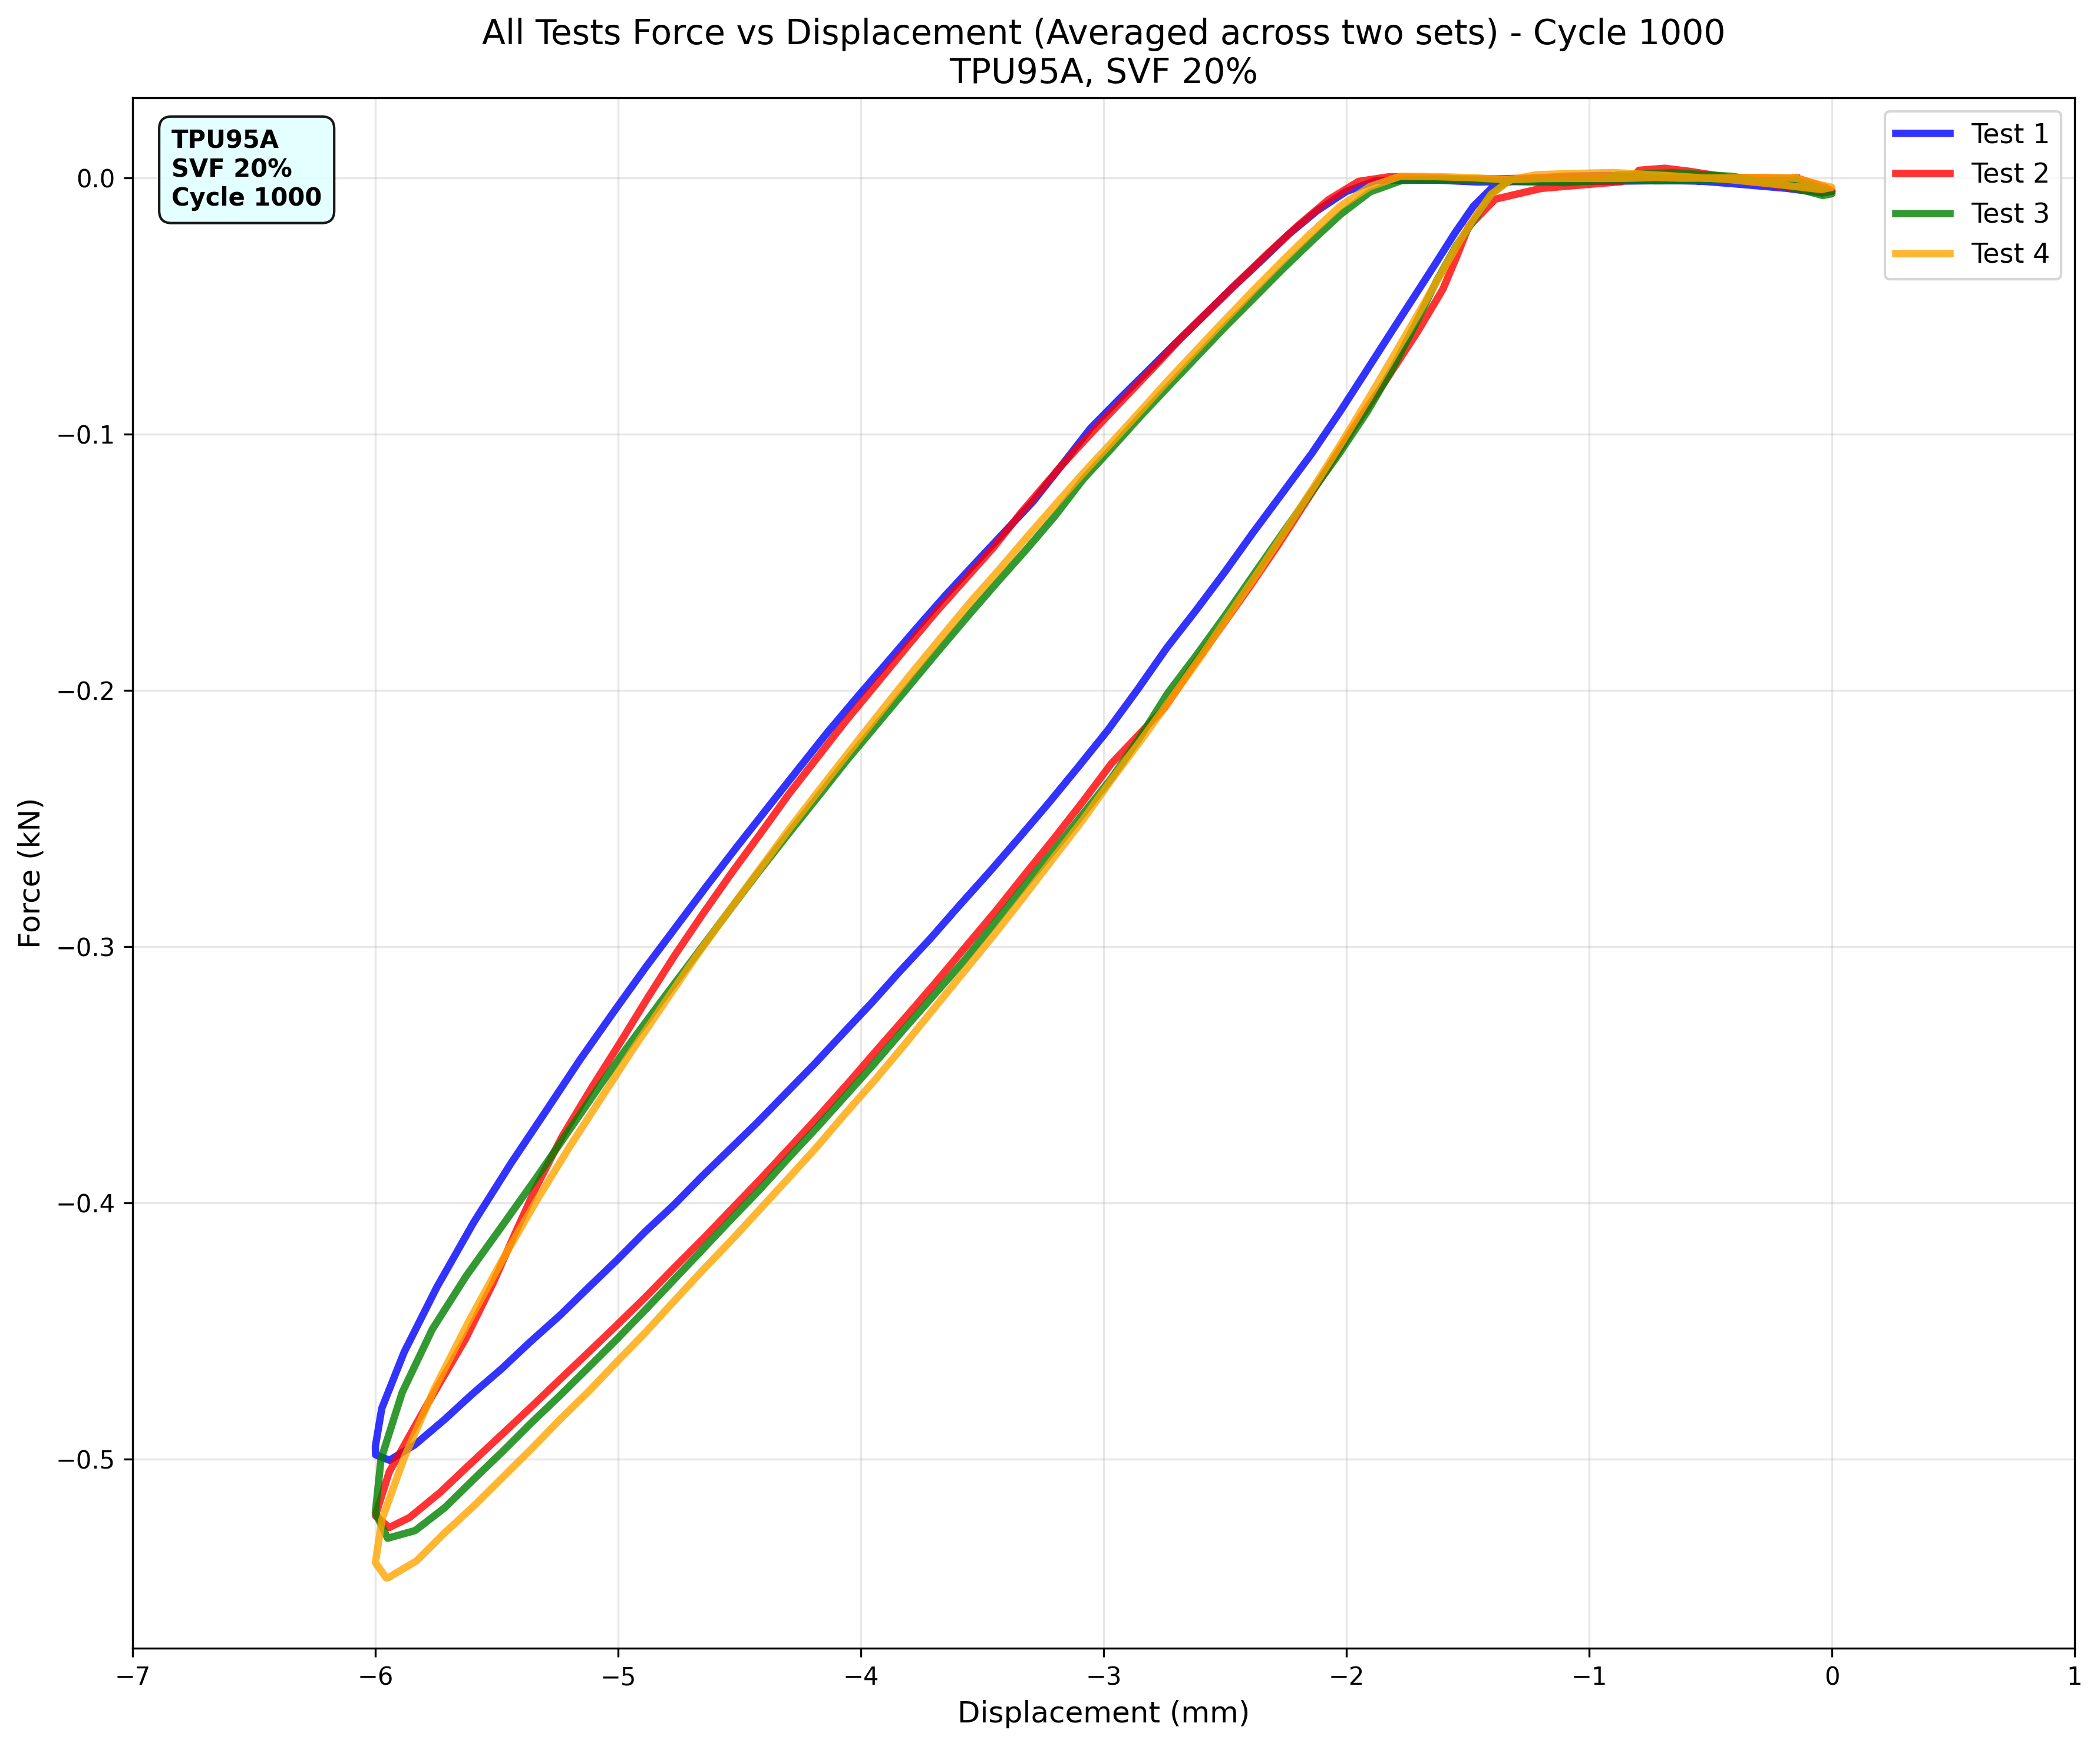 All Tests Force vs Displacement (Averaged across two sets) - Cycle 1000
TPU95A, SVF 20%
TPU95A
SVF 20%
Cycle 1000
Test 1
Test 2
Test 3
Test 4
0.0
−0.1
−0.2
−0.3
−0.4
−0.5
Force (kN)
−7 −6 −5 −4 −3 −2 −1 0 1
Displacement (mm)